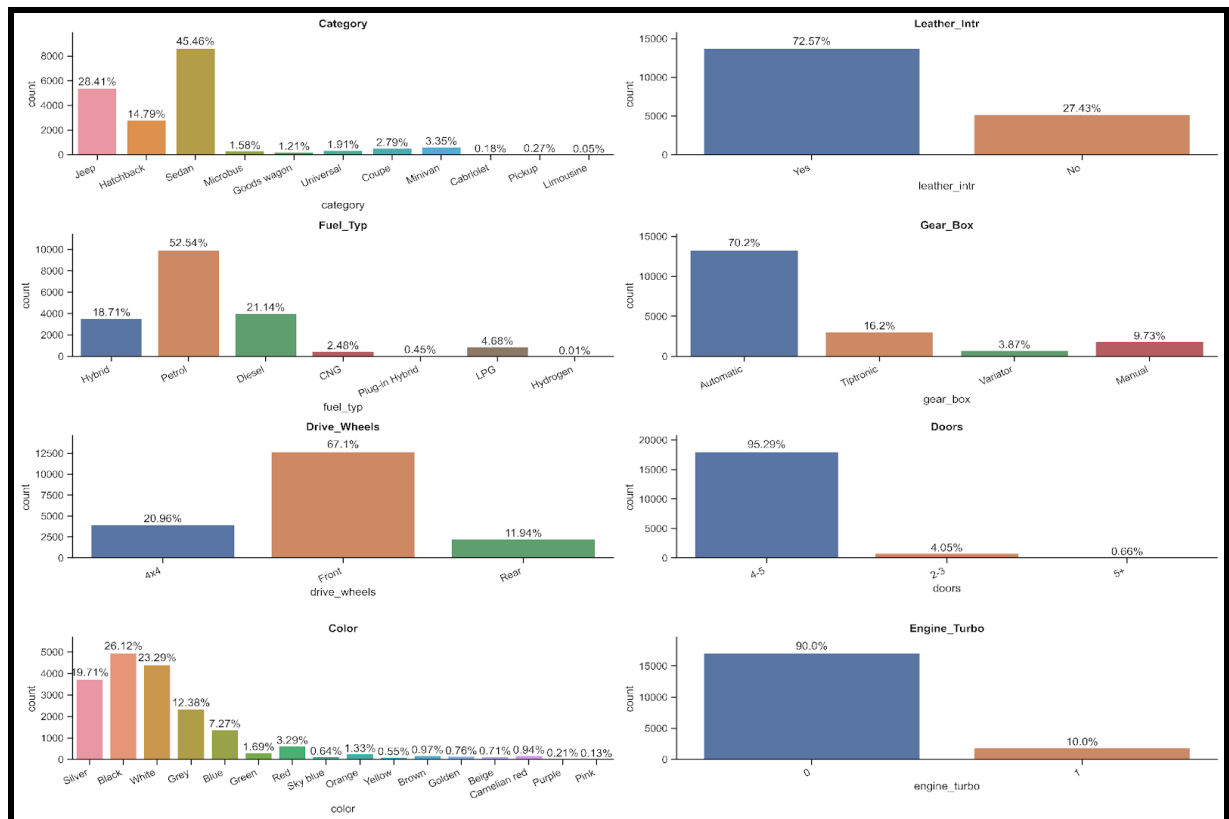 Category
8000
6000
4000
2000
0
count
28.41%
14.79%
45.46%
1.58%
1.21%
1.91%
2.79%
3.35%
0.18%
0.27%
0.05%
Jeep
Hatchback
Sedan
Microbus
Goods wagon
Universal
Coupe
Minivan
Cabriolet
Pickup
Limousine
category
Leather_Intr
15000
10000
5000
0
count
72.57%
27.43%
Yes
No
leather_intr
Fuel_Typ
10000
8000
6000
4000
2000
0
count
18.71%
52.54%
21.14%
2.48%
0.45%
4.68%
0.01%
Hybrid
Petrol
Diesel
CNG
Plug-in Hybrid
LPG
Hydrogen
fuel_typ
Gear_Box
15000
10000
5000
0
count
70.2%
16.2%
3.87%
9.73%
Automatic
Tiptronic
Variator
Manual
gear_box
Drive_Wheels
12500
10000
7500
5000
2500
0
count
20.96%
67.1%
11.94%
4x4
Front
Rear
drive_wheels
Doors
20000
15000
10000
5000
0
count
95.29%
4.05%
0.66%
4-5
2-3
5+
doors
Color
5000
4000
3000
2000
1000
0
count
19.71%
26.12%
23.29%
12.38%
7.27%
1.69%
3.29%
0.64%
1.33%
0.55%
0.97%
0.76%
0.71%
0.94%
0.21%
0.13%
Silver
Black
White
Grey
Blue
Green
Red
Sky blue
Orange
Yellow
Brown
Golden
Beige
Carnelian red
Purple
Pink
color
Engine_Turbo
15000
10000
5000
0
count
90.0%
10.0%
0
1
engine_turbo